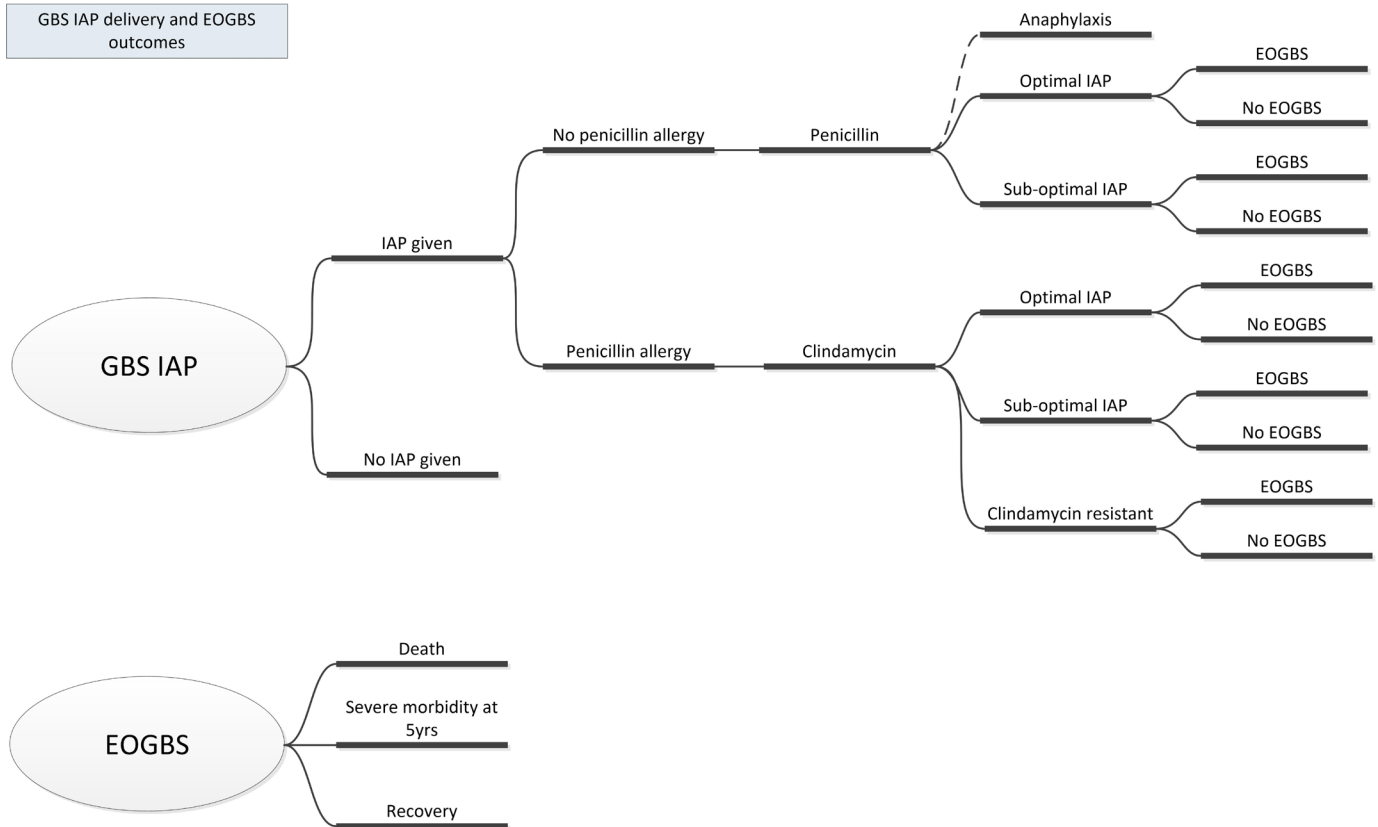 GBS IAP delivery and EOGBS
outcomes
Anaphylaxis
EOGBS
Optimal IAP
No EOGBS
No penicillin allergy
Penicillin
EOGBS
Sub-optimal IAP
No EOGBS
IAP given
EOGBS
Optimal IAP
No EOGBS
GBS IAP
Penicillin allergy
Clindamycin
EOGBS
Sub-optimal IAP
No EOGBS
No IAP given
EOGBS
Clindamycin resistant
No EOGBS
Death
Severe morbidity at
5yrs
EOGBS
Recovery